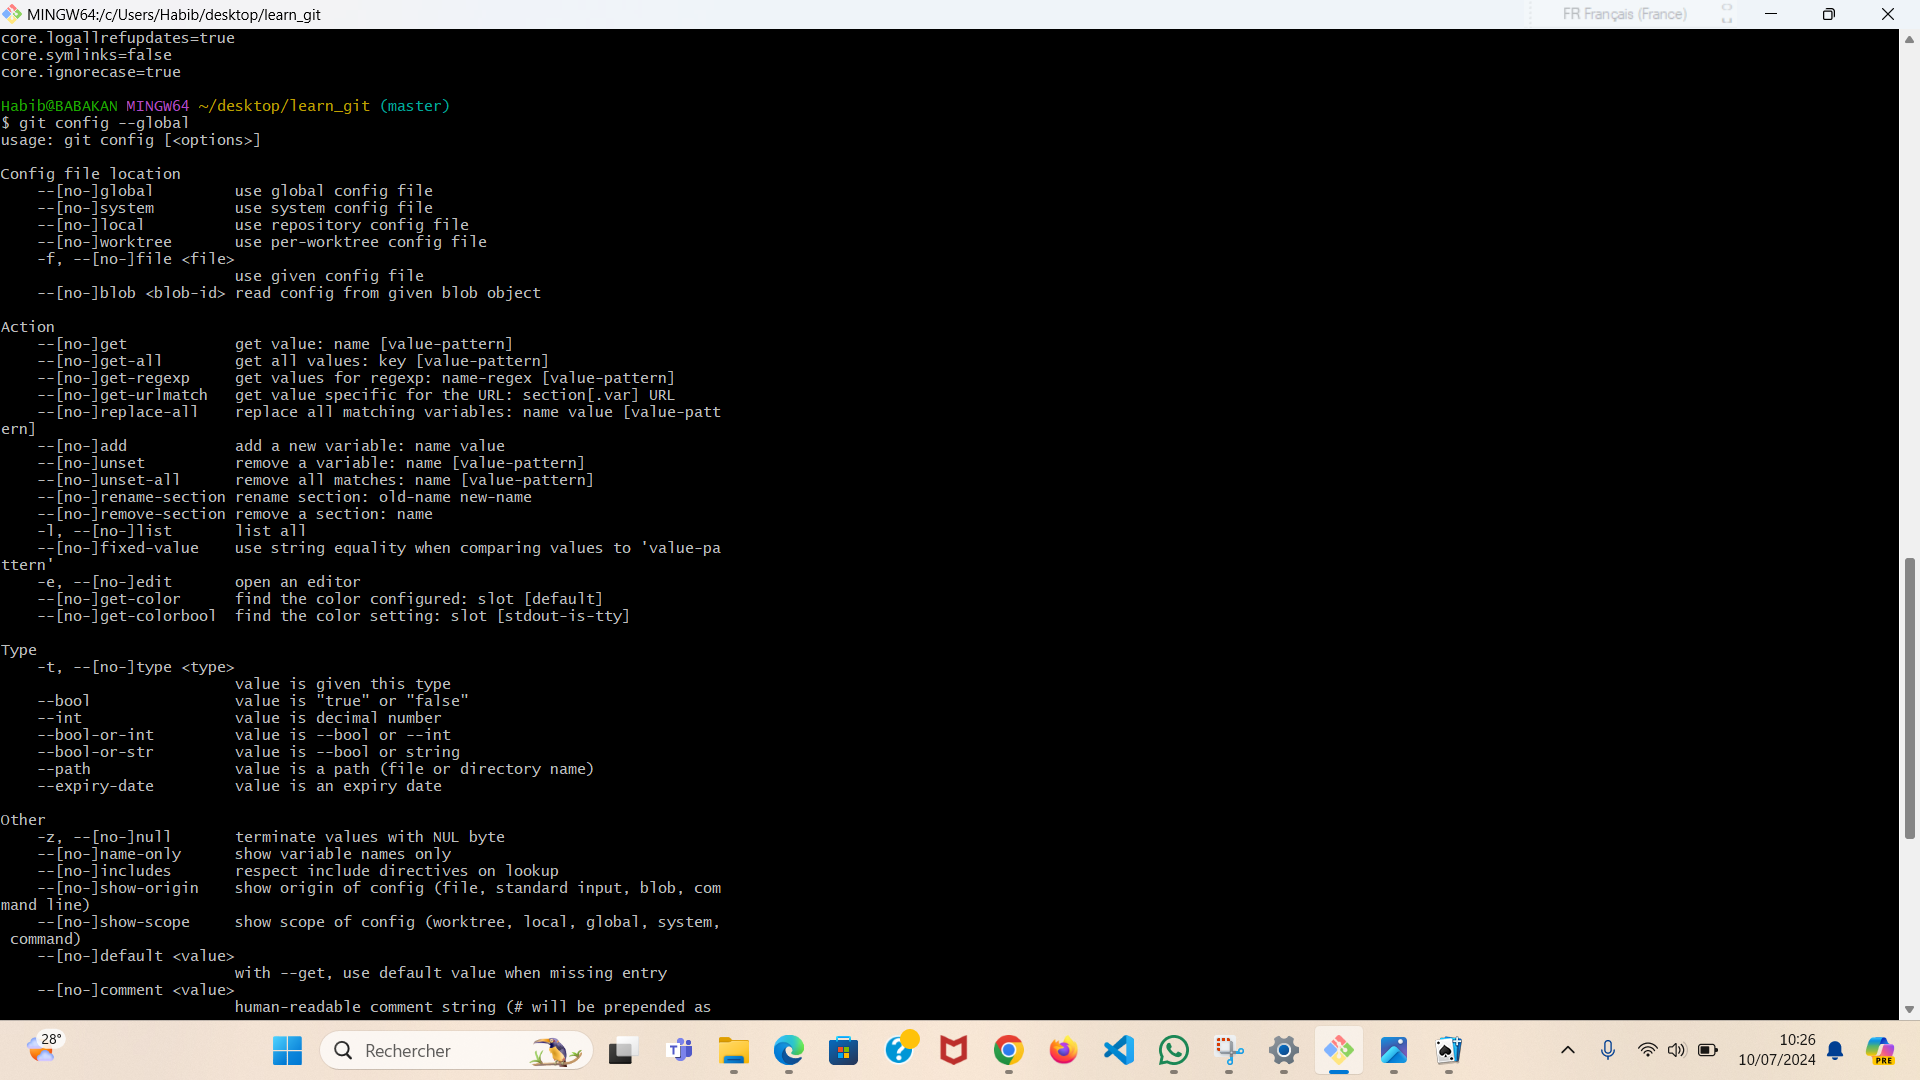 MINGW64:/c/Users/Habib/desktop/learn_git
FR Français (France)
core.logallrefupdates=true
core.symlinks=false
core.ignorecase=true
Habib@BABAKAN MINGW64 ~/desktop/learn_git (master)
$ git config --global
usage: git config [<options>]
Config file location
    --[no-]global         use global config file
    --[no-]system         use system config file
    --[no-]local          use repository config file
    --[no-]worktree       use per-worktree config file
    -f, --[no-]file <file>
                          use given config file
    --[no-]blob <blob-id> read config from given blob object
Action
    --[no-]get            get value: name [value-pattern]
    --[no-]get-all        get all values: key [value-pattern]
    --[no-]get-regexp     get values for regexp: name-regex [value-pattern]
    --[no-]get-urlmatch   get value specific for the URL: section[.var] URL
    --[no-]replace-all    replace all matching variables: name value [value-patt
ern]
    --[no-]add            add a new variable: name value
    --[no-]unset          remove a variable: name [value-pattern]
    --[no-]unset-all      remove all matches: name [value-pattern]
    --[no-]rename-section rename section: old-name new-name
    --[no-]remove-section remove a section: name
    -l, --[no-]list       list all
    --[no-]fixed-value    use string equality when comparing values to 'value-pa
ttern'
    -e, --[no-]edit       open an editor
    --[no-]get-color      find the color configured: slot [default]
    --[no-]get-colorbool  find the color setting: slot [stdout-is-tty]
Type
    -t, --[no-]type <type>
                          value is given this type
    --bool                value is "true" or "false"
    --int                 value is decimal number
    --bool-or-int         value is --bool or --int
    --bool-or-str         value is --bool or string
    --path                value is a path (file or directory name)
    --expiry-date         value is an expiry date
Other
    -z, --[no-]null       terminate values with NUL byte
    --[no-]name-only      show variable names only
    --[no-]includes       respect include directives on lookup
    --[no-]show-origin    show origin of config (file, standard input, blob, com
mand line)
    --[no-]show-scope     show scope of config (worktree, local, global, system,
 command)
    --[no-]default <value>
                          with --get, use default value when missing entry
    --[no-]comment <value>
                          human-readable comment string (# will be prepended as
28°
Rechercher
10:26
10/07/2024
PRE